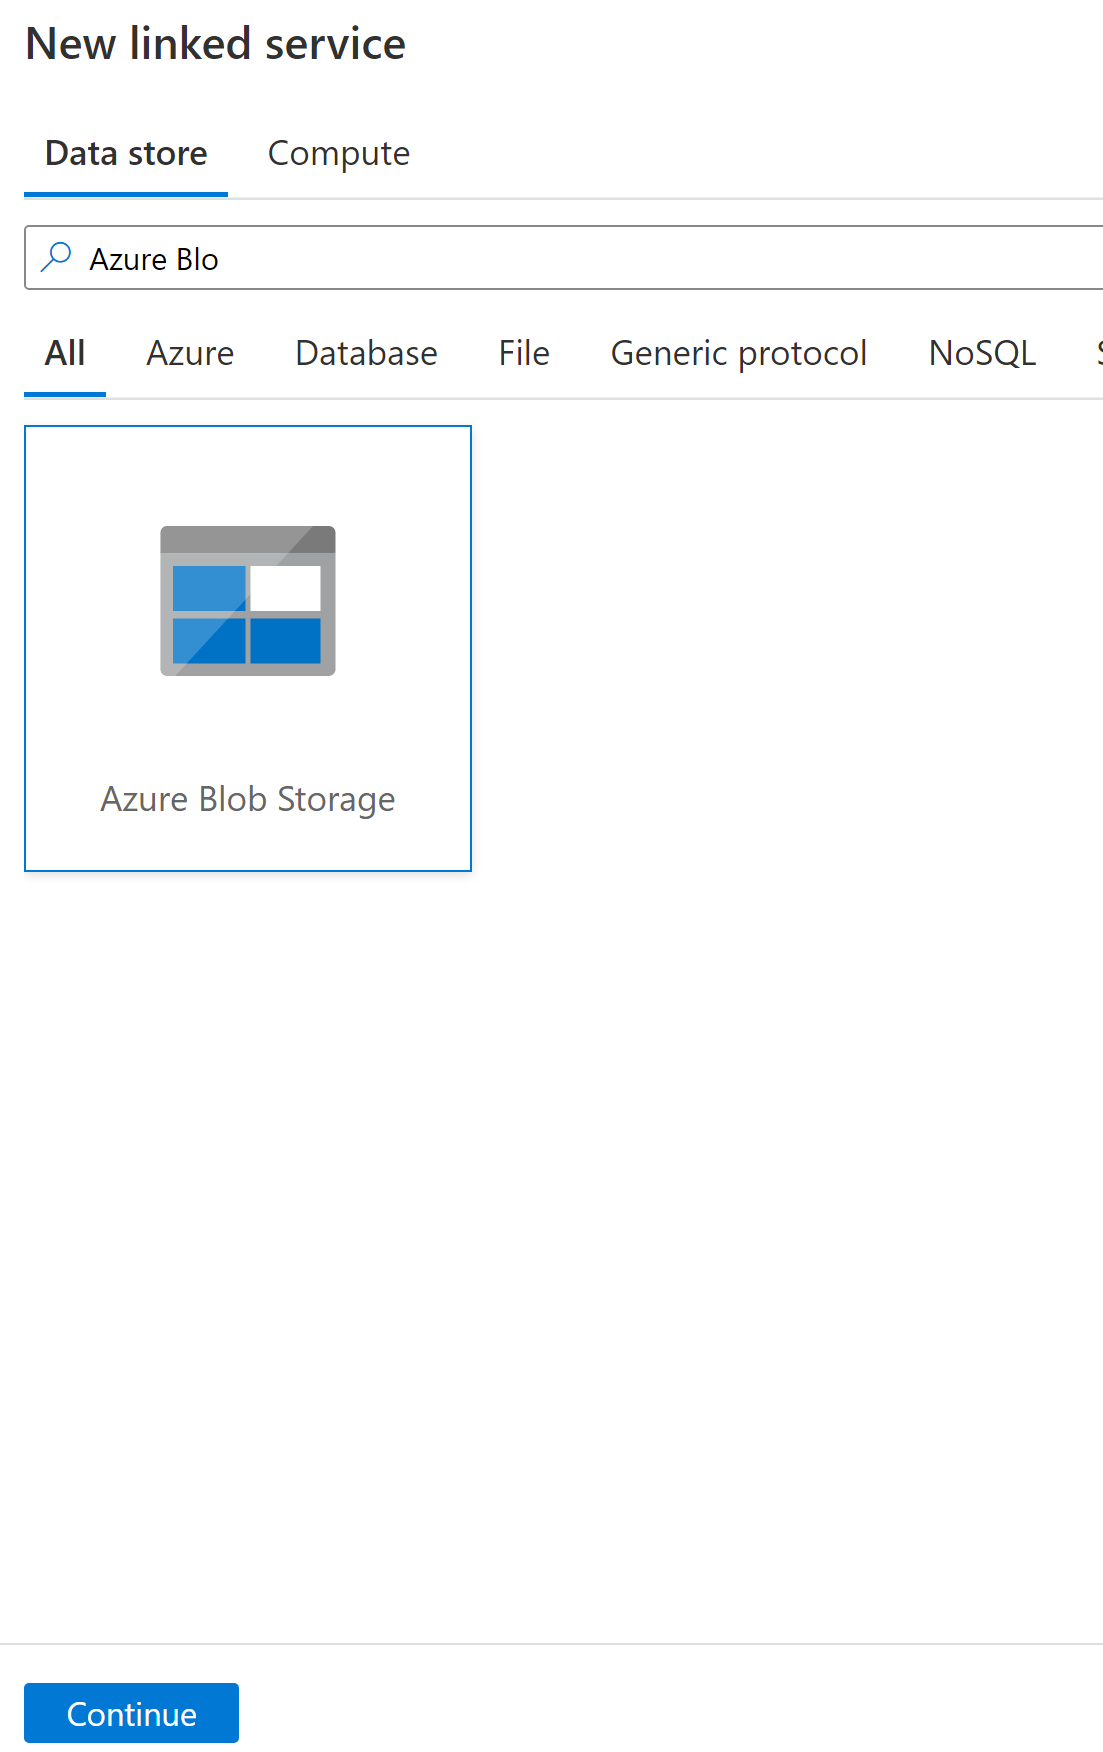 New linked service
Data store Compute
Azure Blo
All Azure Database File Generic protocol NoSQL
Azure Blob Storage
Continue